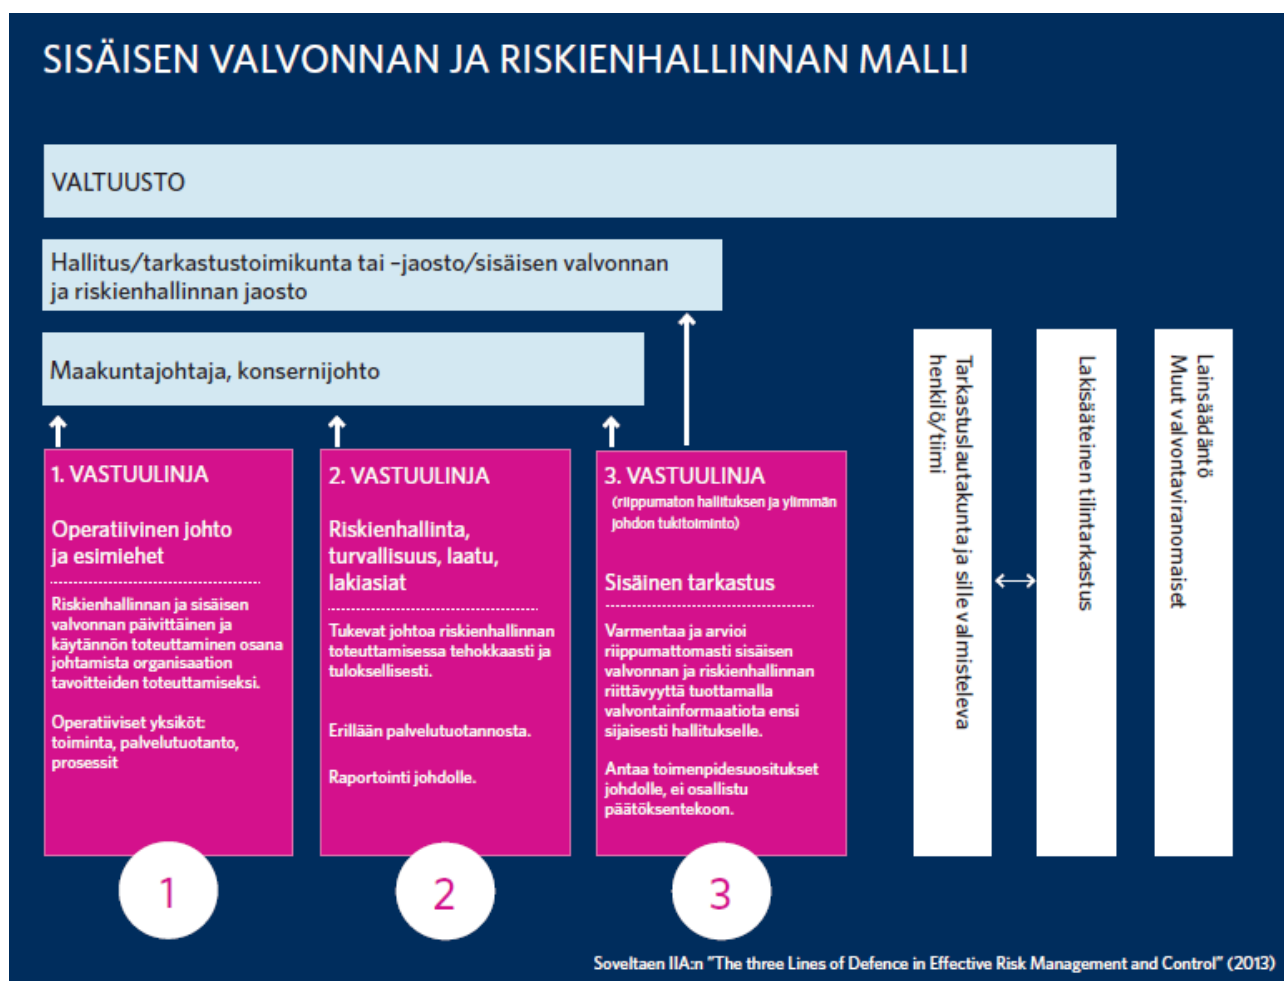 SISÄISEN VALVONNAN JA RISKIENHALLINNAN MALLI
VALTUUSTO
Hallitus/tarkastustoimikunta tai –jaosto/sisäisen valvonnan
ja riskienhallinnan jaosto
Maakuntajohtaja, konsernijohto
1. VASTUULINJA
Operatiivinen johto
ja esimiehet
Riskienhallinnan ja sisäisen
valvonnan päivittäinen ja
käytännön toteuttaminen osana
johtamista organisaation
tavoitteiden toteuttamiseksi.
Operatiiviset yksiköt:
toiminta, palvelutuotanto,
prosessit
1
2. VASTUULINJA
Riskienhallinta,
turvallisuus, laatu,
lakiasiat
Tukevat johtoa riskienhallinnan
toteuttamisessa tehokkaasti ja
tuloksellisesti.
Erillään palvelutuotannosta.
Raportointi johdolle.
2
3. VASTUULINJA
(riippumaton hallituksen ja ylimmän
johdon tukitoiminto)
Sisäinen tarkastus
Varmentaa ja arvioi
riippumattomasti sisäisen
valvonnan ja riskienhallinnan
riittävyyttä tuottamalla
valvontainformaatiota ensi
sijaisesti hallitukselle.
Antaa toimenpidesuositukset
johdolle, ei osallistu
päätöksentekoon.
3
Tarkastuslautakunta ja sille valmisteleva
henkilö/tiimi
Lakisääteinen tilintarkastus
Lainsäädäntö
Muut valvontaviranomaiset
Soveltaen IIA:n "The three Lines of Defence in Effective Risk Management and Control" (2013)